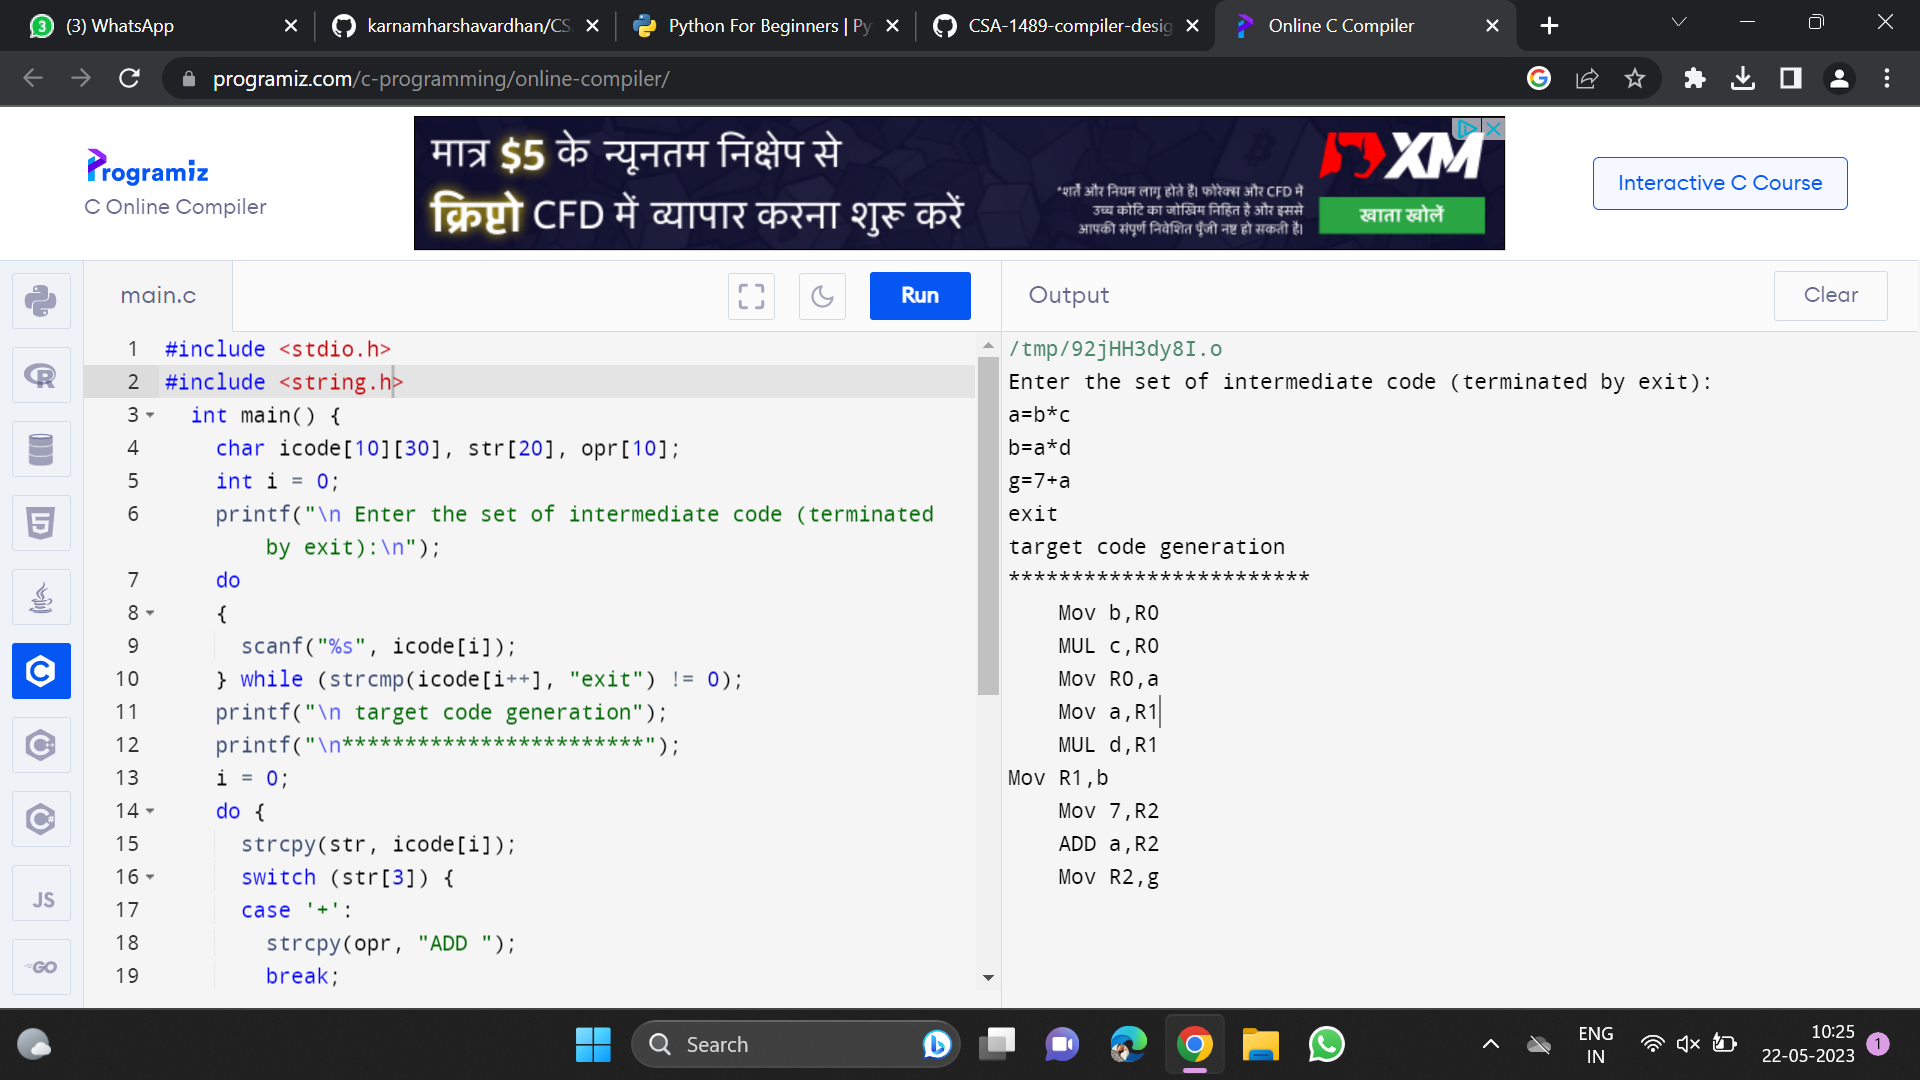 (3) WhatsApp
karnamharshavardhan/CS
Python For Beginners | Py
CSA-1489-compiler-desig
Online C Compiler
programiz.com/c-programming/online-compiler/
Programiz
C Online Compiler
मात्र $5 के न्यूनतम निक्षेप से
क्रिप्टो CFD में व्यापार करना शुरू करें
*शर्तें और नियम लागू होते हैं। फोरेक्स और CFD में
उच्च कोटि का जोखिम निहित है और इससे
आपकी संपूर्ण निवेशित पूँजी नष्ट हो सकती है।
XM
खाता खोलें
Interactive C Course
main.c
Run
Output
Clear
1 #include <stdio.h>
2 #include <string.h>
3 int main() {
4 char icode[10][30], str[20], opr[10];
5 int i = 0;
6 printf("\n Enter the set of intermediate code (terminated
by exit):\n");
7 do
8 {
9 scanf("%s", icode[i]);
10 } while (strcmp(icode[i++], "exit") != 0);
11 printf("\n target code generation");
12 printf("\n************************");
13 i = 0;
14 do {
15 strcpy(str, icode[i]);
16 switch (str[3]) {
17 case '+':
18 strcpy(opr, "ADD ");
19 break;
/tmp/92jHH3dy8I.o
Enter the set of intermediate code (terminated by exit):
a=b*c
b=a*d
g=7+a
exit
target code generation
************************
Mov b,R0
MUL c,R0
Mov R0,a
Mov a,R1
MUL d,R1
Mov R1,b
Mov 7,R2
ADD a,R2
Mov R2,g
JS
GO
Search
ENG
IN
10:25
22-05-2023
1